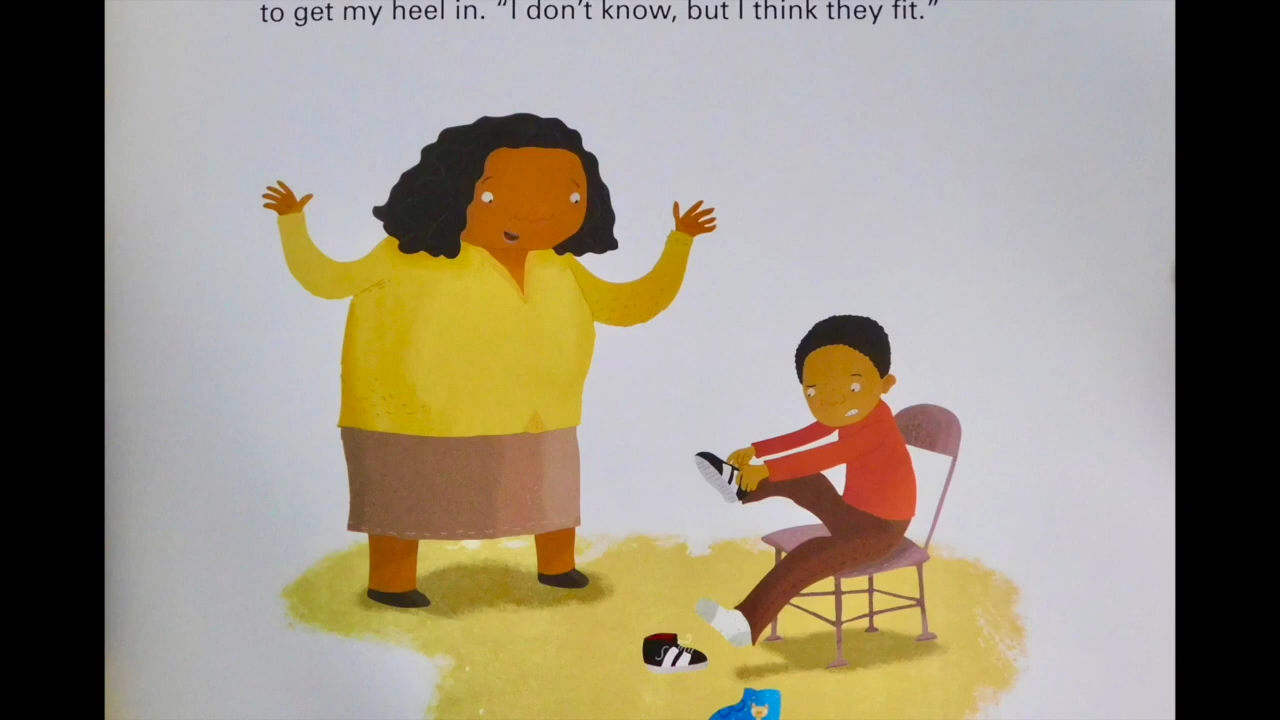 to get my heel in. “I don’t know, but I think they fit.”